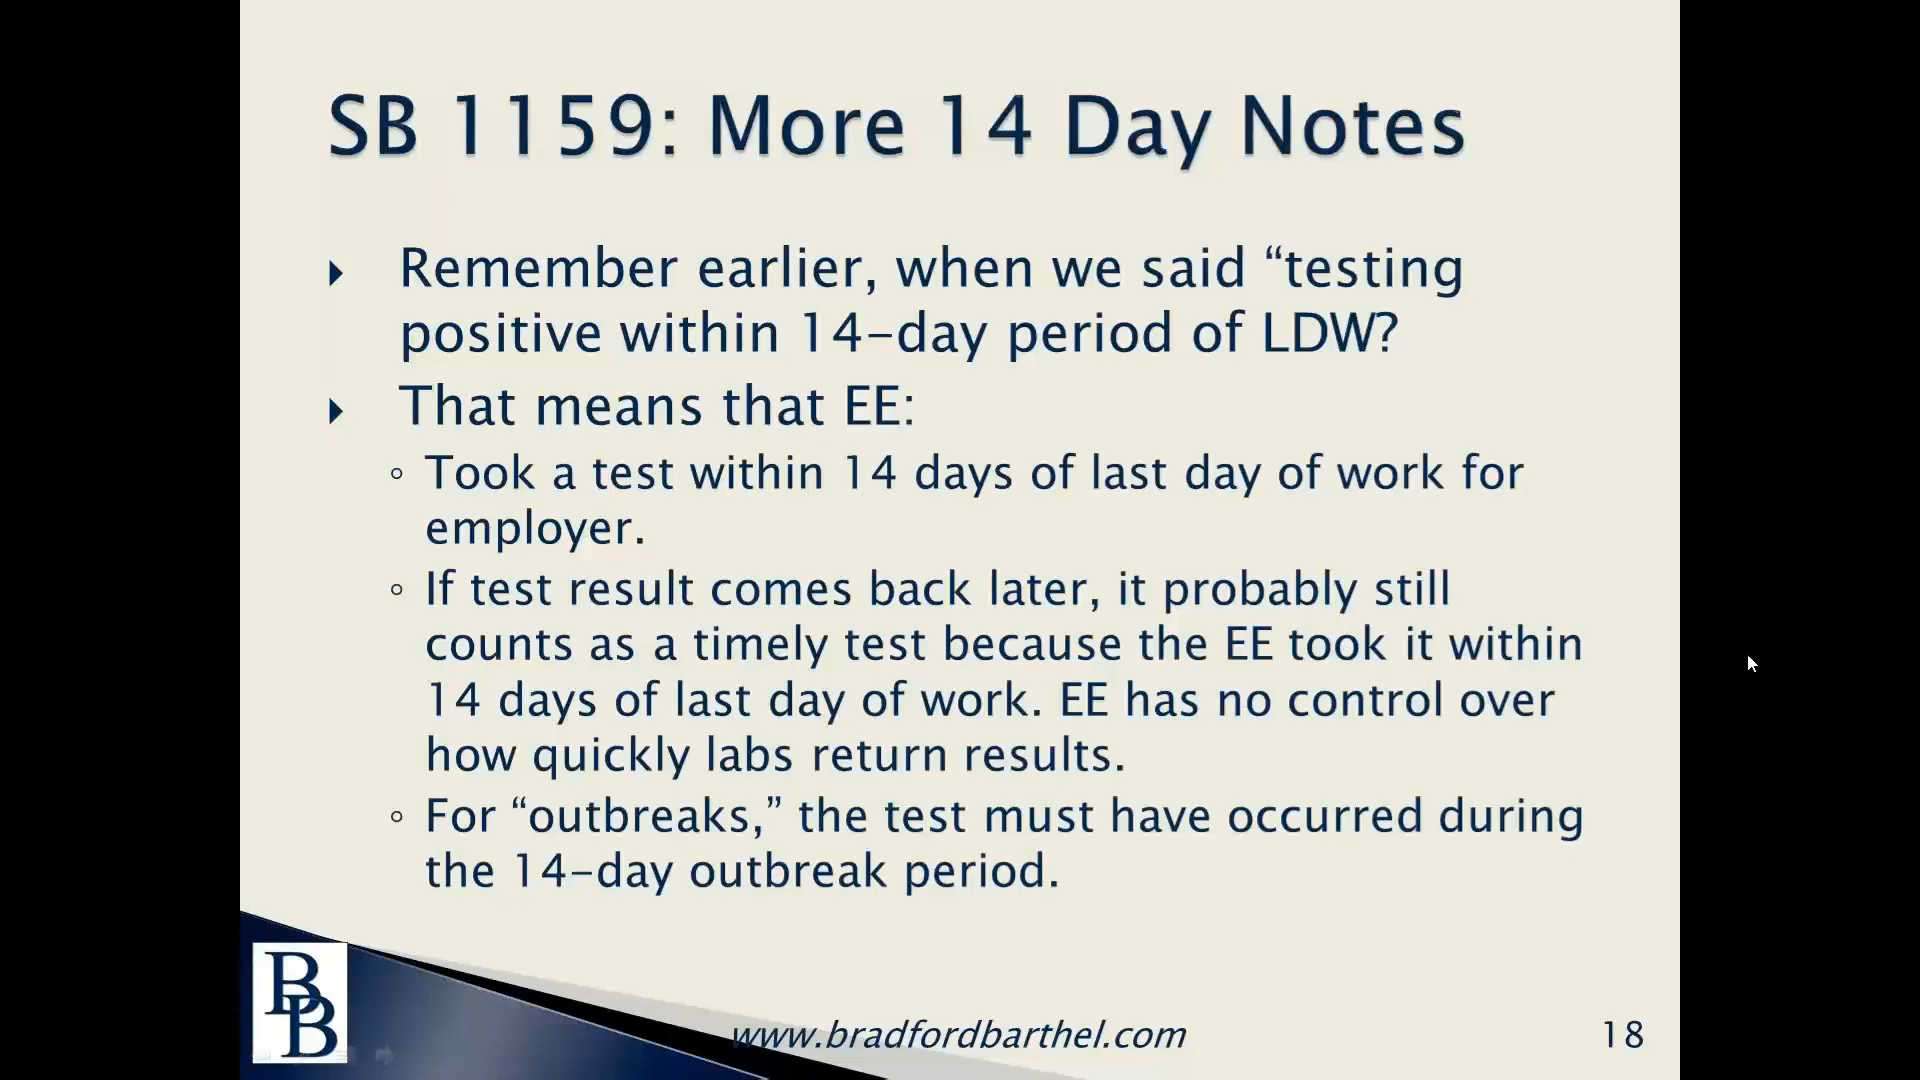 SB 1159: More 14 Day Notes
Remember earlier, when we said “testing
positive within 14-day period of LDW?
That means that EE:
Took a test within 14 days of last day of work for
employer.
If test result comes back later, it probably still
counts as a timely test because the EE took it within
14 days of last day of work. EE has no control over
how quickly labs return results.
For “outbreaks,” the test must have occurred during
the 14-day outbreak period.
BB
www.bradfordbarthel.com
18